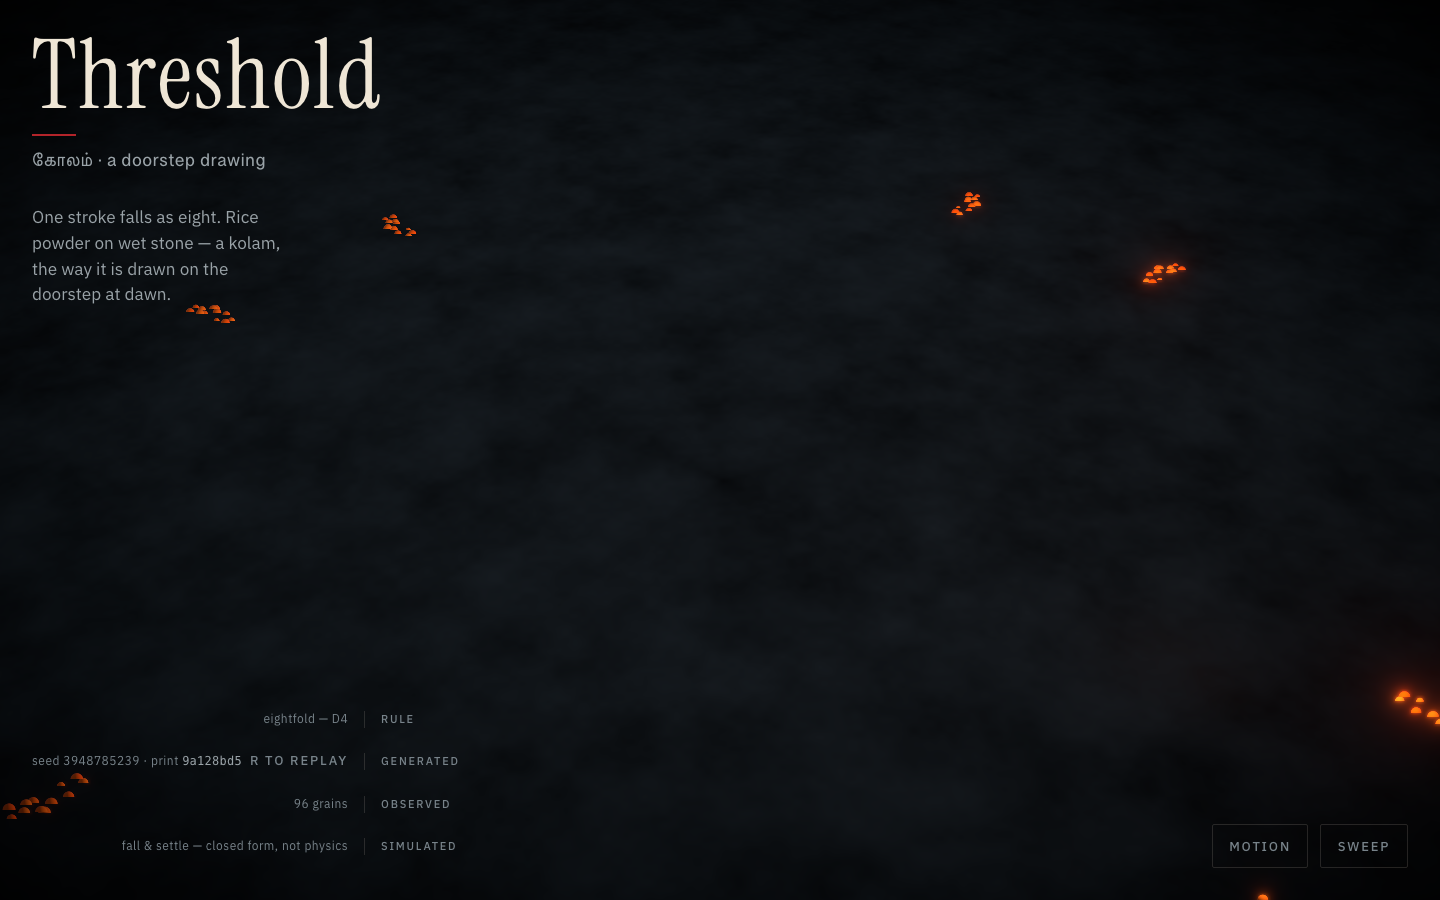 Threshold
கோலம் · a doorstep drawing
One stroke falls as eight. Rice
powder on wet stone — a kolam,
the way it is drawn on the
doorstep at dawn.
eightfold — D4 RULE
seed 3948785239 · print 9a128bd5 R TO REPLAY GENERATED
96 grains OBSERVED
fall & settle — closed form, not physics SIMULATED
MOTION SWEEP